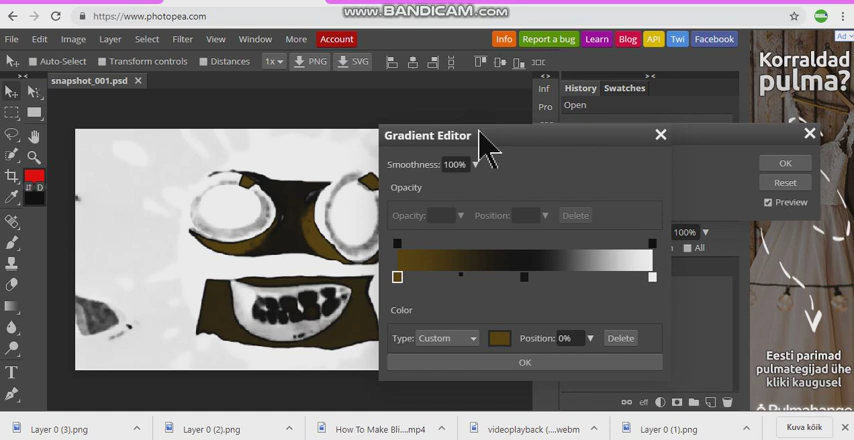 https://www.photopea.com
www.BANDICAM.com
File Edit Image Layer Select Filter View Window More Account
Info Report a bug Learn Blog API Twi Facebook
Ad
Auto-Select Transform controls Distances 1x PNG SVG
snapshot_001.psd
< > > <
Inf
Pro
History Swatches
Open
Gradient Editor
Smoothness: 100%
OK
Reset
Preview
Opacity
Opacity: Position: Delete
100%
All
Color
Type: Custom Position: 0% Delete
OK
D
T
eff
Korraldad
pulma?
Eesti parimad
pulmategijad ühe
kliki kaugusel
Layer 0 (3).png Layer 0 (2).png How To Make Bli....mp4 videoplayback (....webm Layer 0 (1).png Kuva kõik